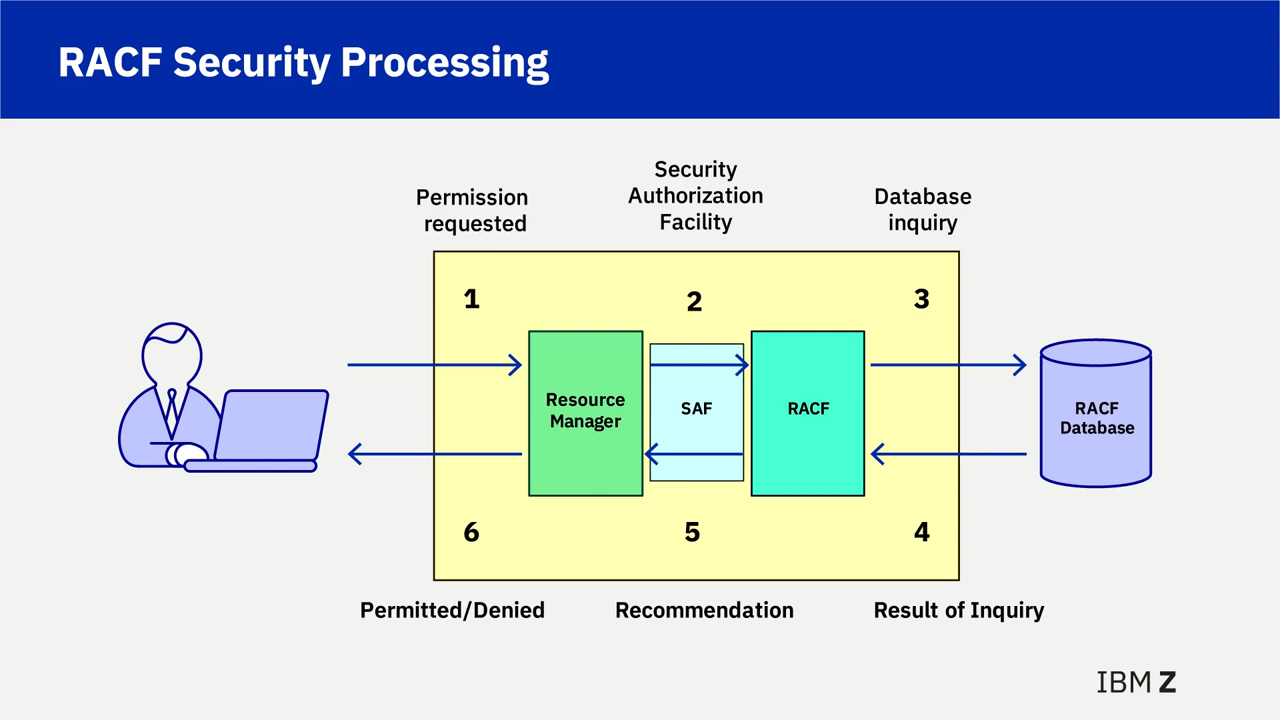 RACF Security Processing
Permission
requested
Security
Authorization
Facility
Database
inquiry
1
2
3
Resource
Manager
SAF
RACF
RACF
Database
6
5
4
Permitted/Denied
Recommendation
Result of Inquiry
IBM Z